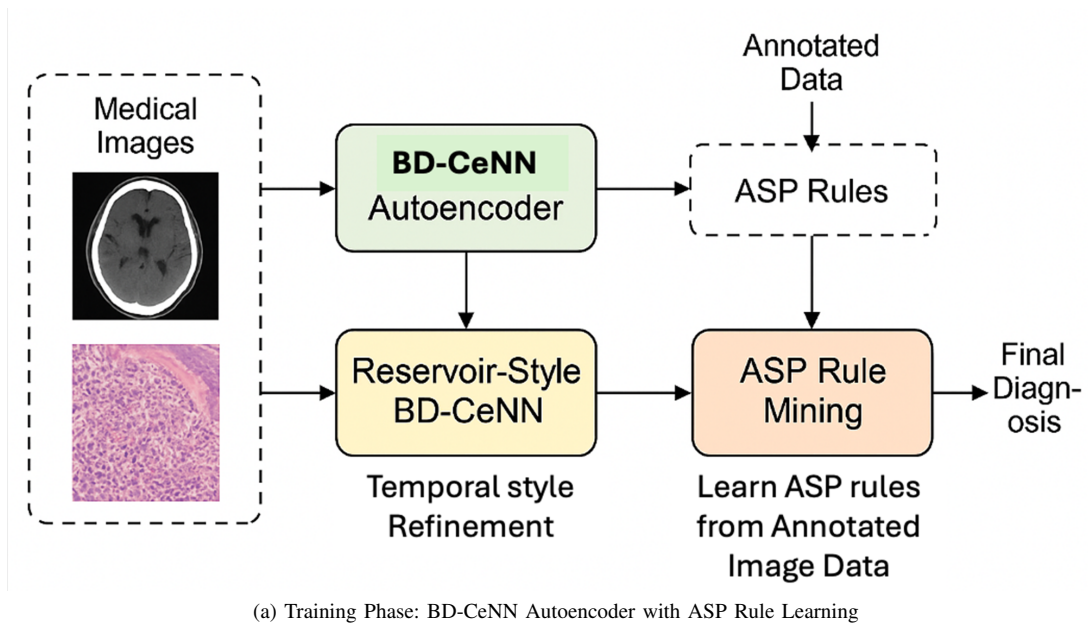 Medical
Images
BD-CeNN
Autoencoder
Annotated
Data
ASP Rules
Reservoir-Style
BD-CeNN
Temporal style
Refinement
ASP Rule
Mining
Learn ASP rules
from Annotated
Image Data
Final
Diagn-
osis
(a) Training Phase: BD-CeNN Autoencoder with ASP Rule Learning